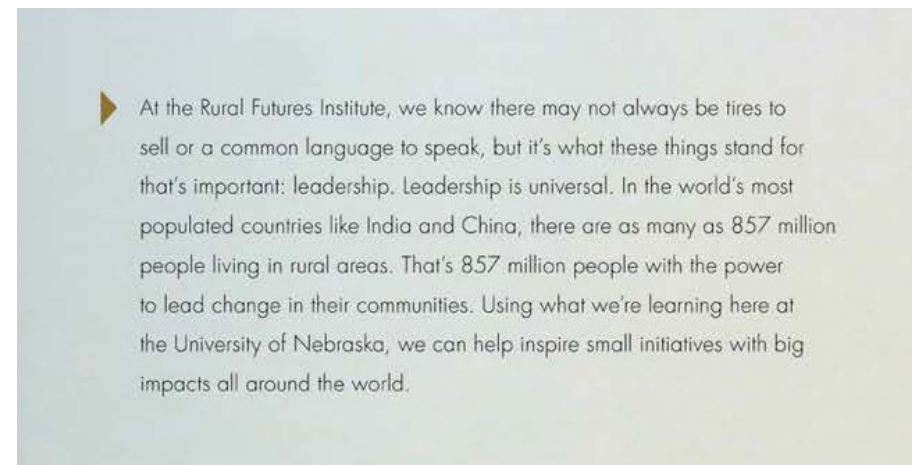 At the Rural Futures Institute, we know there may not always be tires to
sell or a common language to speak, but it's what these things stand for
that's important: leadership. Leadership is universal. In the world's most
populated countries like India and China, there are as many as 857 million
people living in rural areas. That's 857 million people with the power
to lead change in their communities. Using what we're learning here at
the University of Nebraska, we can help inspire small initiatives with big
impacts all around the world.